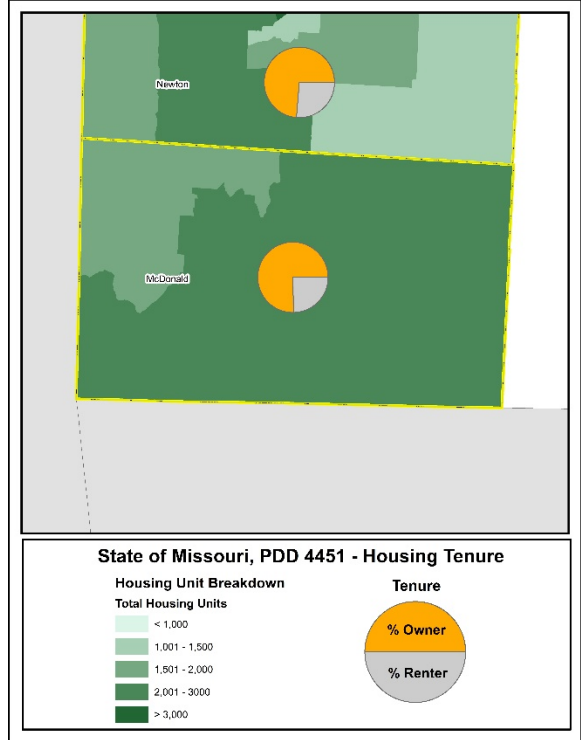 Newton
McDonald
State of Missouri, PDD 4451 - Housing Tenure
Housing Unit Breakdown
Total Housing Units
< 1,000
1,001 - 1,500
1,501 - 2,000
2,001 - 3000
> 3,000
Tenure
% Owner
% Renter